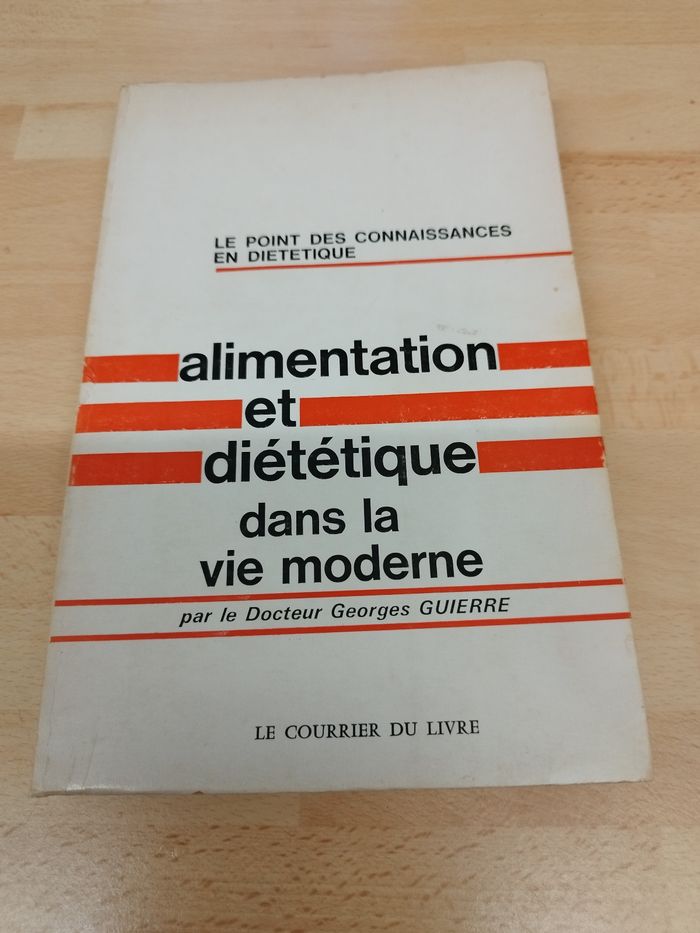 LE POINT DES CONNAISSANCES
EN DIETETIQUE
alimentation
et
diététique
dans la
vie moderne
par le Docteur Georges GUIERRE
LE COURRIER DU LIVRE